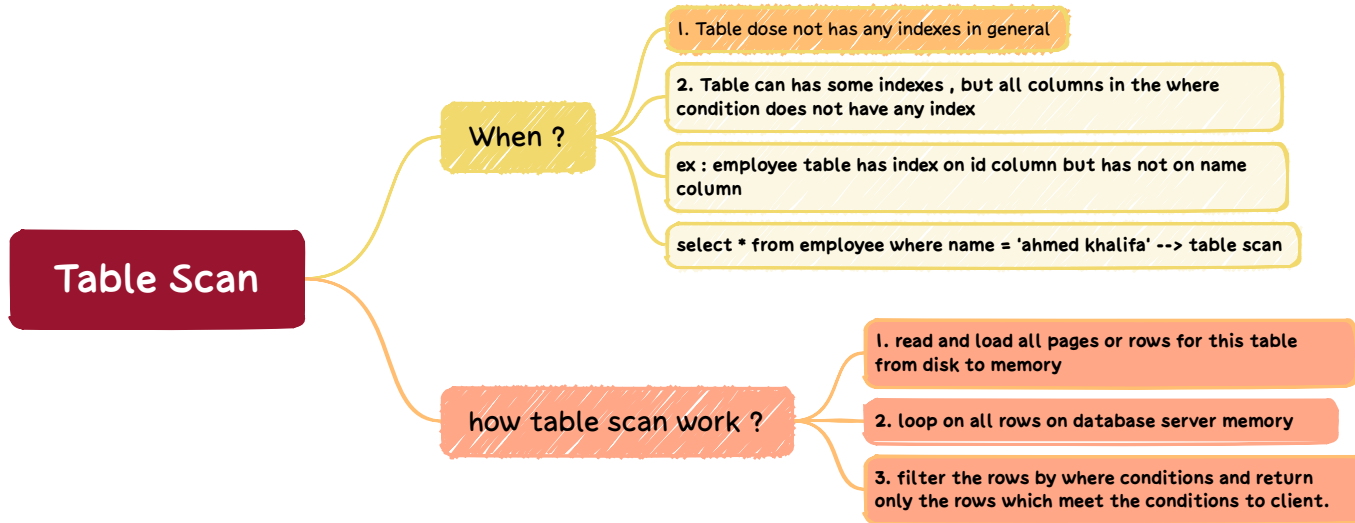 Table Scan
When ?
1. Table dose not has any indexes in general
2. Table can has some indexes , but all columns in the where
condition does not have any index
ex : employee table has index on id column but has not on name
column
select * from employee where name = 'ahmed khalifa' --> table scan
how table scan work ?
1. read and load all pages or rows for this table
from disk to memory
2. loop on all rows on database server memory
3. filter the rows by where conditions and return
only the rows which meet the conditions to client.